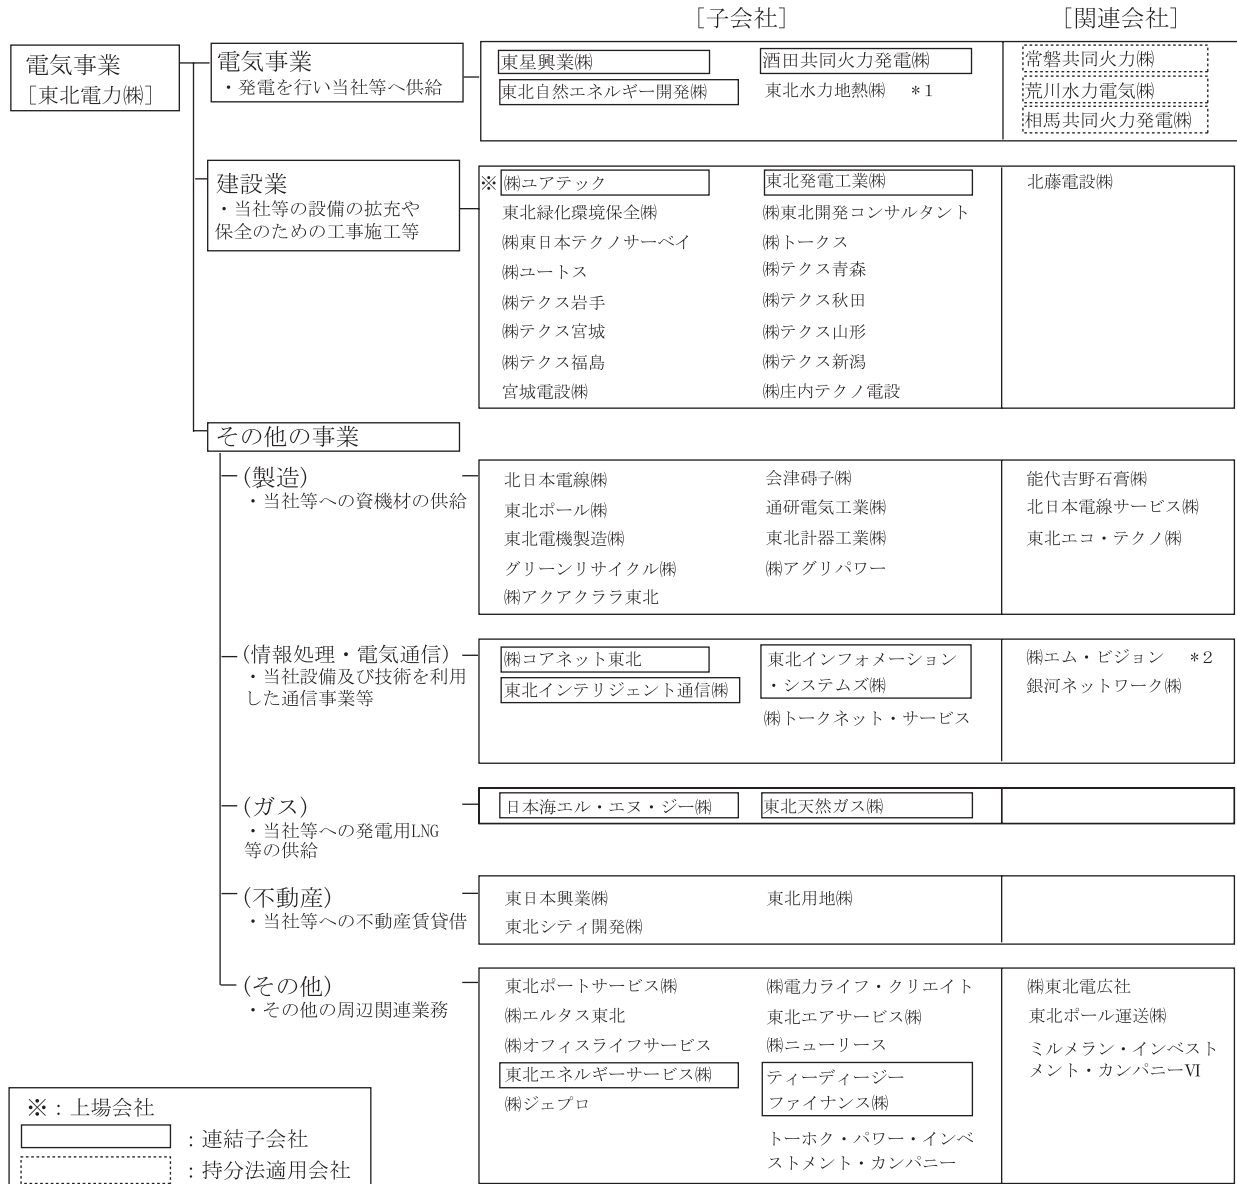 [子会社]
[関連会社]
電気事業
[東北電力㈱]
電気事業
・発電を行い当社等へ供給
東星興業㈱
酒田共同火力発電㈱
常磐共同火力㈱
東北自然エネルギー開発㈱
東北水力地熱㈱ *1
荒川水力電気㈱
相馬共同火力発電㈱
建設業
・当社等の設備の拡充や
保全のための工事施工等
※ ㈱ユアテック
東北発電工業㈱
北藤電設㈱
東北緑化環境保全㈱
㈱東北開発コンサルタント
㈱東日本テクノサーベイ
㈱トークス
㈱ユートス
㈱テクス青森
㈱テクス岩手
㈱テクス秋田
㈱テクス宮城
㈱テクス山形
㈱テクス福島
㈱テクス新潟
宮城電設㈱
㈱庄内テクノ電設
その他の事業
(製造)
・当社等への資機材の供給
北日本電線㈱
会津碍子㈱
能代吉野石膏㈱
東北ポール㈱
通研電気工業㈱
北日本電線サービス㈱
東北電機製造㈱
東北計器工業㈱
東北エコ・テクノ㈱
グリーンリサイクル㈱
㈱アグリパワー
㈱アクアクララ東北
(情報処理・電気通信)
・当社設備及び技術を利用
した通信事業等
㈱コアネット東北
東北インフォメーション
・システムズ㈱
㈱エム・ビジョン *2
東北インテリジェント通信㈱
銀河ネットワーク㈱
㈱トークネット・サービス
(ガス)
・当社等への発電用LNG
等の供給
日本海エル・エヌ・ジー㈱
東北天然ガス㈱
(不動産)
・当社等への不動産賃貸借
東日本興業㈱
東北用地㈱
東北シティ開発㈱
(その他)
・その他の周辺関連業務
東北ポートサービス㈱
㈱電力ライフ・クリエイト
㈱東北電広社
㈱エルタス東北
東北エアサービス㈱
東北ポール運送㈱
㈱オフィスライフサービス
㈱ニューリース
ミルメラン・インベスト
メント・カンパニーⅥ
東北エネルギーサービス㈱
ティーディージー
ファイナンス㈱
㈱ジェプロ
トーホク・パワー・インベ
ストメント・カンパニー
※：上場会社
：連結子会社
：持分法適用会社